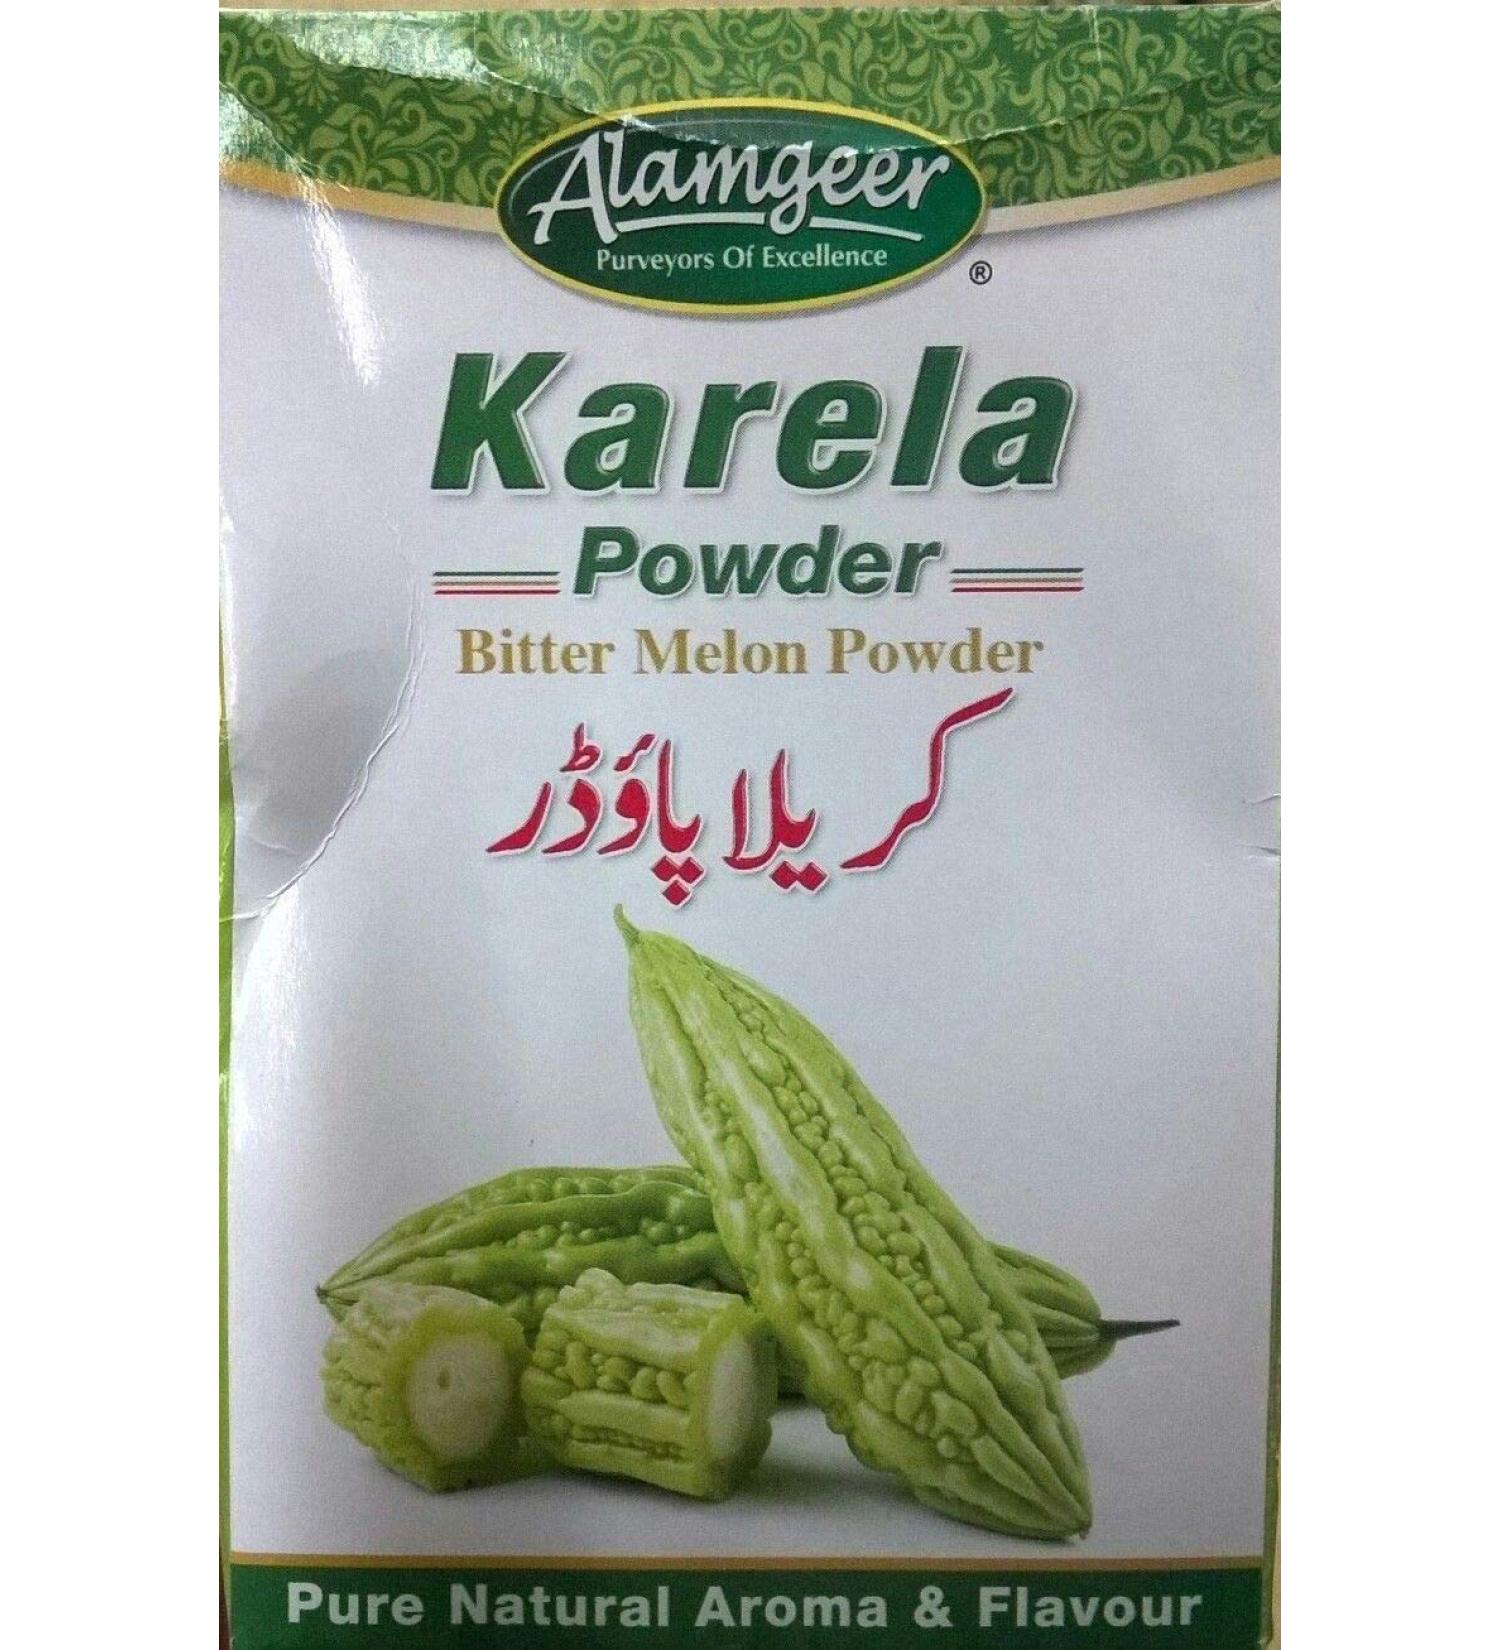 Alamgeer
Purveyors Of Excellence
®
Karela
Powder
Bitter Melon Powder
کریلا پاؤڈر
Pure Natural Aroma & Flavour